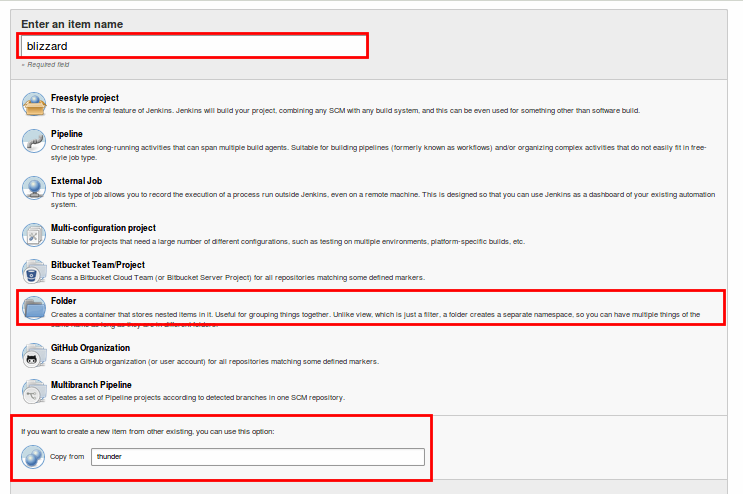 Enter an item name
blizzard
» Required field
Freestyle project
This is the central feature of Jenkins. Jenkins will build your project, combining any SCM with any build system, and this can be even used for something other than software build.
Pipeline
Orchestrates long-running activities that can span multiple build agents. Suitable for building pipelines (formerly known as workflows) and/or organizing complex activities that do not easily fit in free-
style job type.
External Job
This type of job allows you to record the execution of a process run outside Jenkins, even on a remote machine. This is designed so that you can use Jenkins as a dashboard of your existing automation
system.
Multi-configuration project
Suitable for projects that need a large number of different configurations, such as testing on multiple environments, platform-specific builds, etc.
Bitbucket Team/Project
Scans a Bitbucket Cloud Team (or Bitbucket Server Project) for all repositories matching some defined markers.
Folder
Creates a container that stores nested items in it. Useful for grouping things together. Unlike view, which is just a filter, a folder creates a separate namespace, so you can have multiple things of the
same name as long as they are in different folders.
GitHub Organization
Scans a GitHub organization (or user account) for all repositories matching some defined markers.
Multibranch Pipeline
Creates a set of Pipeline projects according to detected branches in one SCM repository.
If you want to create a new item from other existing, you can use this option:
Copy from
thunder